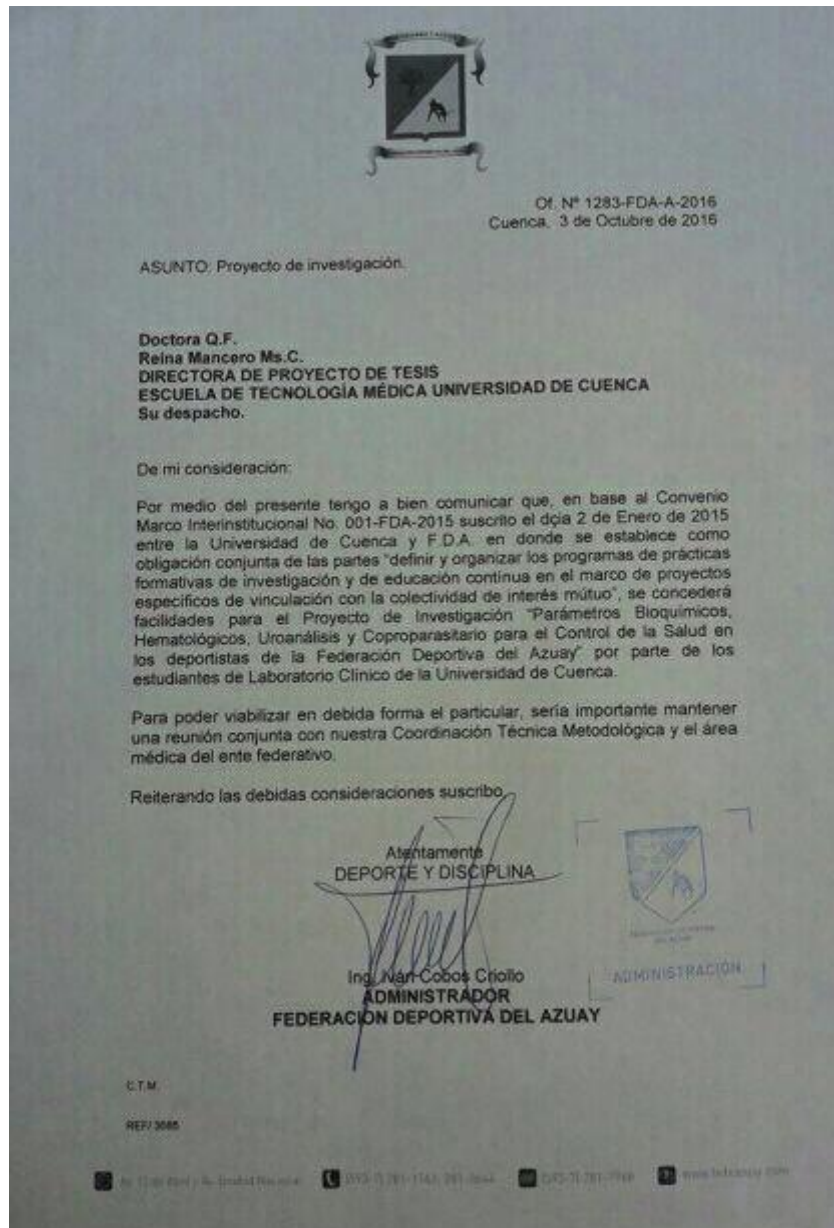 Of. Nº 1283-FDA-A-2016
Cuenca, 3 de Octubre de 2016
ASUNTO: Proyecto de investigación.
Doctora Q.F.
Reina Mancero Ms.C.
DIRECTORA DE PROYECTO DE TESIS
ESCUELA DE TECNOLOGÍA MÉDICA UNIVERSIDAD DE CUENCA
Su despacho.
De mi consideración:
Por medio del presente tengo a bien comunicar que, en base al Convenio
Marco Interinstitucional No. 001-FDA-2015 suscrito el dçia 2 de Enero de 2015
entre la Universidad de Cuenca y F.D.A. en donde se establece como
obligación conjunta de las partes "definir y organizar los programas de prácticas
formativas de investigación y de educación continua en el marco de proyectos
específicos de vinculación con la colectividad de interés mútuo", se concederá
facilidades para el Proyecto de Investigación "Parámetros Bioquímicos,
Hematológicos, Uroanálisis y Coproparasitario para el Control de la Salud en
los deportistas de la Federación Deportiva del Azuay" por parte de los
estudiantes de Laboratorio Clínico de la Universidad de Cuenca.
Para poder viabilizar en debida forma el particular, sería importante mantener
una reunión conjunta con nuestra Coordinación Técnica Metodológica y el área
médica del ente federativo.
Reiterando las debidas consideraciones suscribo,
Atentamente
DEPORTE Y DISCIPLINA
Ing. Iván Cobos Criollo
ADMINISTRADOR
FEDERACIÓN DEPORTIVA DEL AZUAY
ADMINISTRACIÓN
C.T.M.
REF/ 3685